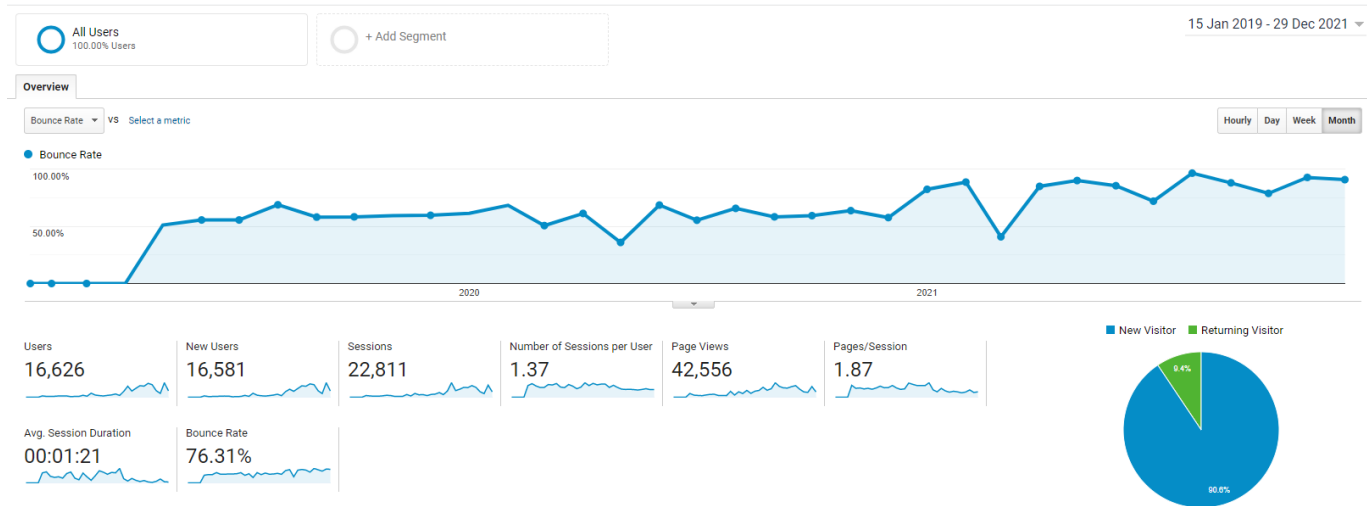 All Users
100.00% Users
+ Add Segment
15 Jan 2019 - 29 Dec 2021
Overview
Bounce Rate VS Select a metric
Hourly Day Week Month
Bounce Rate
100.00%
50.00%
2020 2021
New Visitor Returning Visitor
Users New Users Sessions Number of Sessions per User Page Views Pages/Session
16,626 16,581 22,811 1.37 42,556 1.87
9.4%
Avg. Session Duration Bounce Rate
00:01:21 76.31%
90.6%